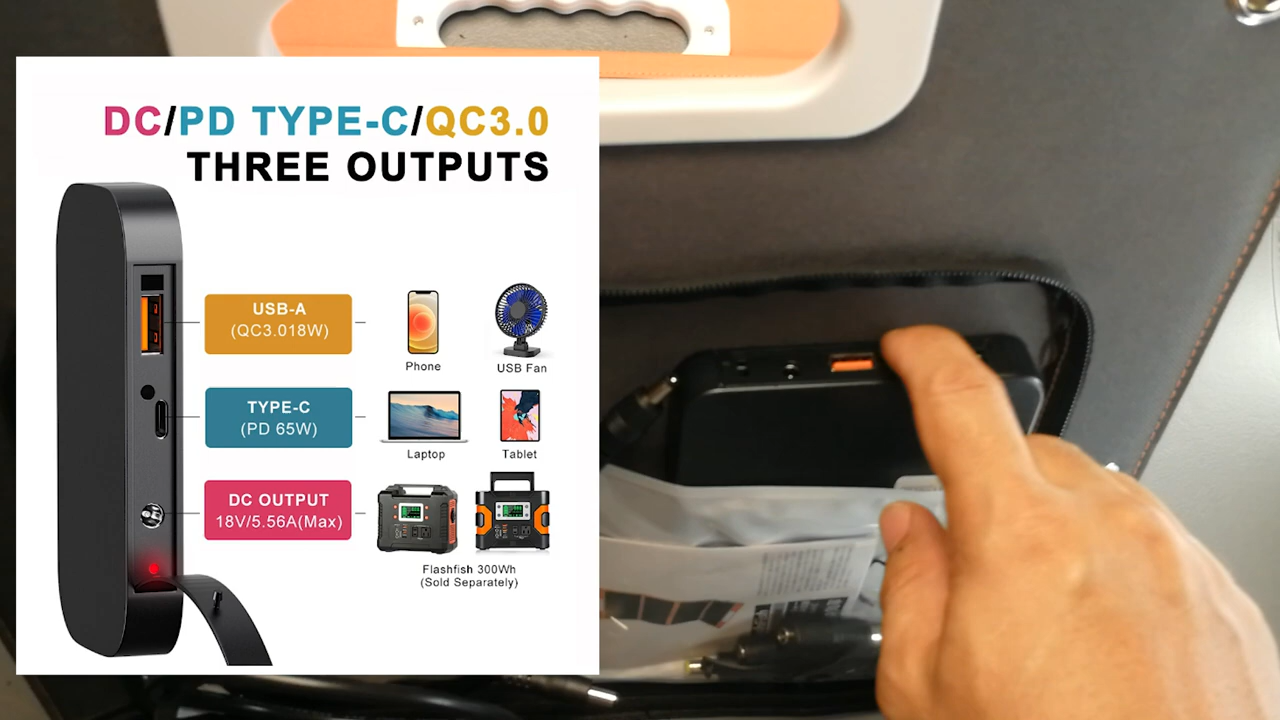 DC/PD TYPE-C/QC3.0
THREE OUTPUTS
USB-A
(QC3.018W)
Phone
USB Fan
TYPE-C
(PD 65W)
Laptop
Tablet
DC OUTPUT
18V/5.56A(Max)
Flashfish 300Wh
(Sold Separately)